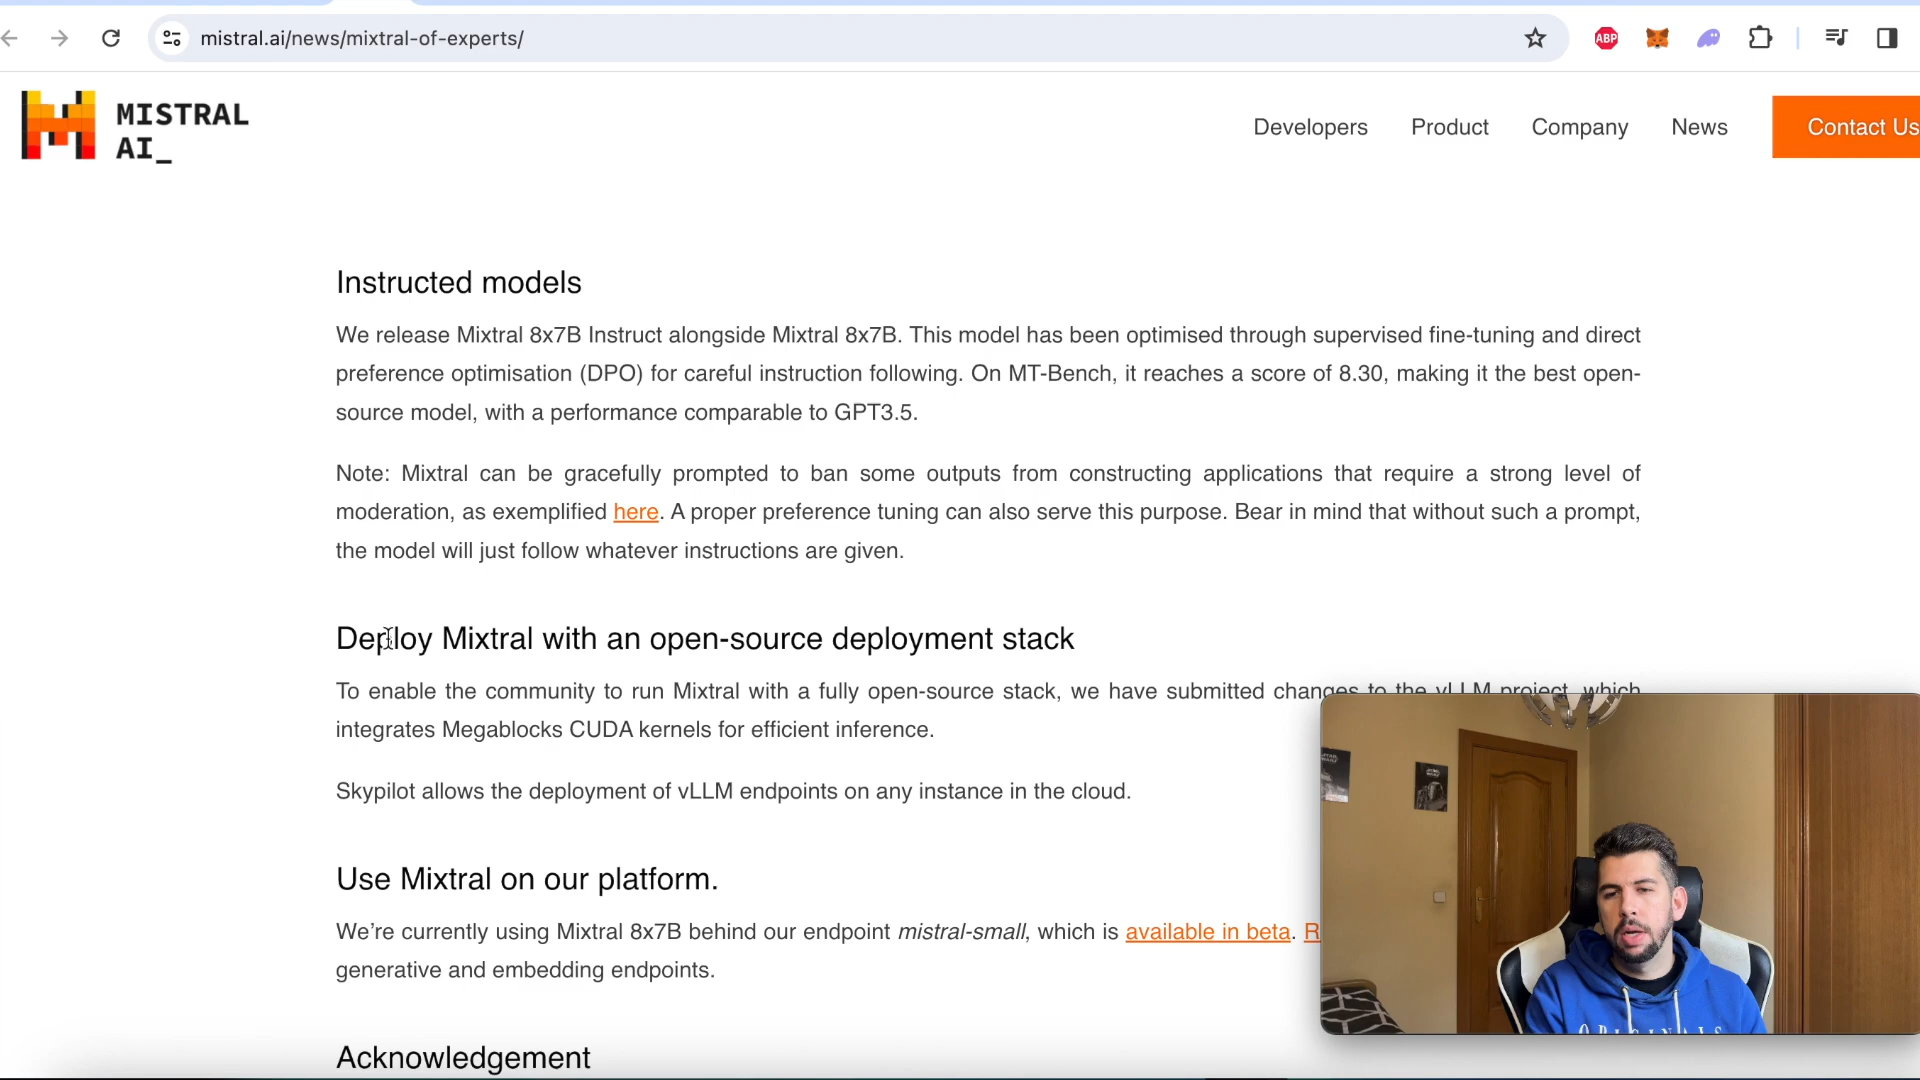 mistral.ai/news/mixtral-of-experts/
ABP
MISTRAL
AI_
Developers
Product
Company
News
Contact Us
Instructed models
We release Mixtral 8x7B Instruct alongside Mixtral 8x7B. This model has been optimised through supervised fine-tuning and direct
preference optimisation (DPO) for careful instruction following. On MT-Bench, it reaches a score of 8.30, making it the best open-
source model, with a performance comparable to GPT3.5.
Note: Mixtral can be gracefully prompted to ban some outputs from constructing applications that require a strong level of
moderation, as exemplified here. A proper preference tuning can also serve this purpose. Bear in mind that without such a prompt,
the model will just follow whatever instructions are given.
Deploy Mixtral with an open-source deployment stack
To enable the community to run Mixtral with a fully open-source stack, we have submitted changes to the vLLM project, which
integrates Megablocks CUDA kernels for efficient inference.
Skypilot allows the deployment of vLLM endpoints on any instance in the cloud.
Use Mixtral on our platform.
We're currently using Mixtral 8x7B behind our endpoint mistral-small, which is available in beta. R
generative and embedding endpoints.
Acknowledgement
ORIGINALS